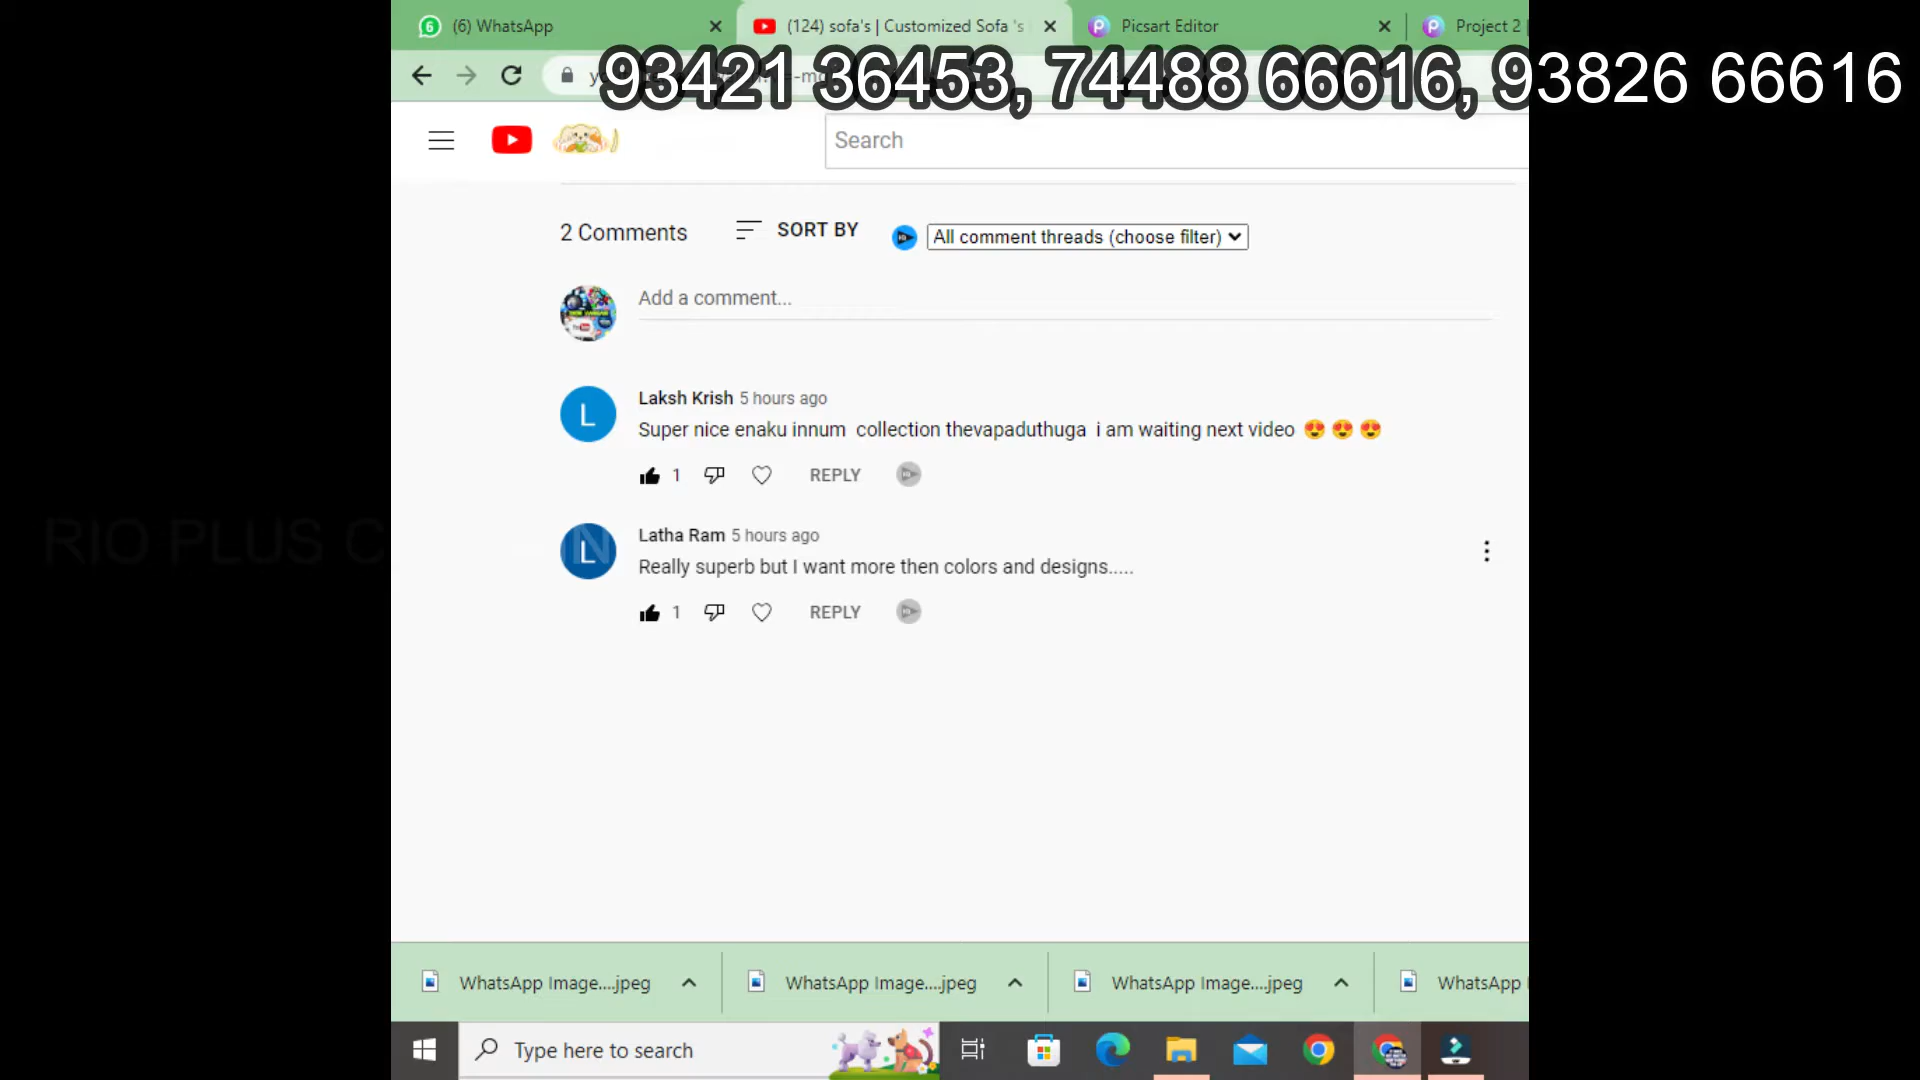 (6) WhatsApp
(124) sofa's | Customized Sofa 's
Picsart Editor
Project 2 |
93421 36453, 74488 66616, 93826 66616
Search
2 Comments
SORT BY
All comment threads (choose filter)
Add a comment...
Laksh Krish 5 hours ago
Super nice enaku innum collection thevapaduthuga i am waiting next video 😍 😍 😍
1
REPLY
RIO PLUS C
Latha Ram 5 hours ago
Really superb but I want more then colors and designs.....
1
REPLY
WhatsApp Image....jpeg
WhatsApp Image....jpeg
WhatsApp Image....jpeg
WhatsApp
Type here to search